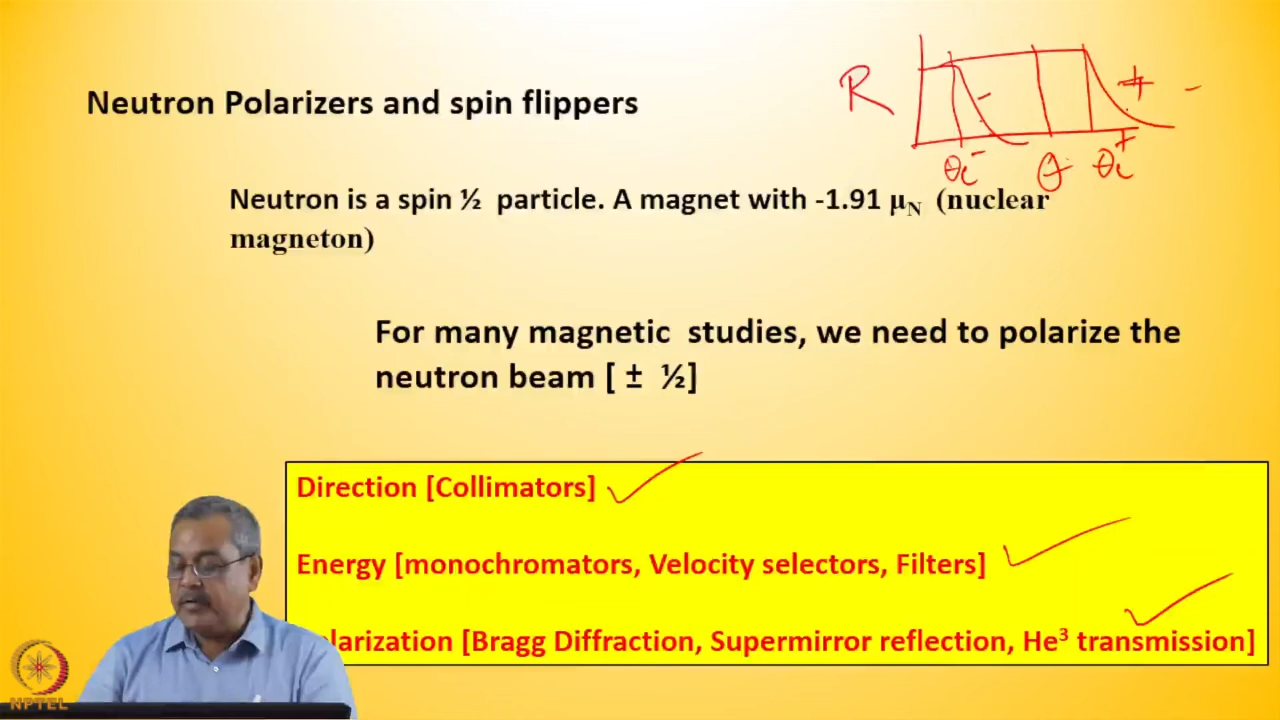 Neutron Polarizers and spin flippers
R
+ -
-
θc- θ θc+
Neutron is a spin ½ particle. A magnet with -1.91 μN (nuclear
magneton)
For many magnetic studies, we need to polarize the
neutron beam [ ± ½]
Direction [Collimators]
Energy [monochromators, Velocity selectors, Filters]
larization [Bragg Diffraction, Supermirror reflection, He³ transmission]
NPTEL